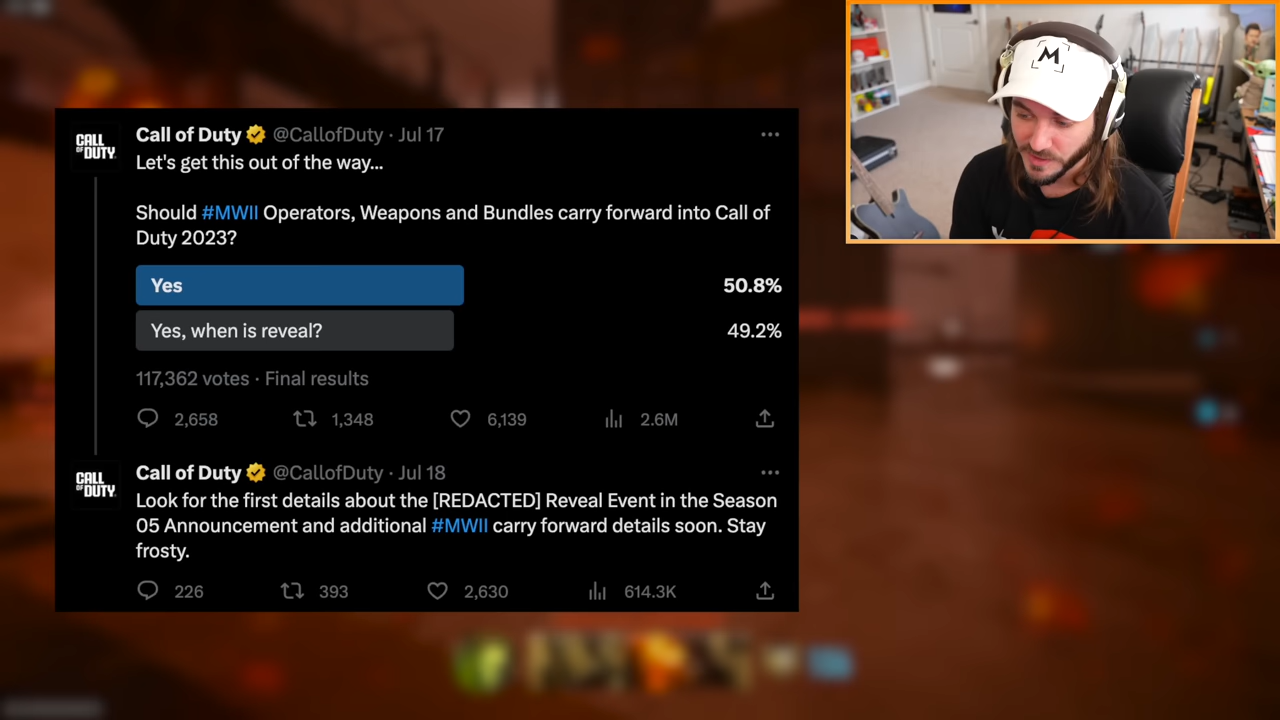 Call of Duty @CallofDuty · Jul 17
CALL OF DUTY
Let's get this out of the way...
Should #MWII Operators, Weapons and Bundles carry forward into Call of
Duty 2023?
Yes 50.8%
Yes, when is reveal? 49.2%
117,362 votes · Final results
2,658 1,348 6,139 2.6M
Call of Duty @CallofDuty · Jul 18
CALL OF DUTY
Look for the first details about the [REDACTED] Reveal Event in the Season
05 Announcement and additional #MWII carry forward details soon. Stay
frosty.
226 393 2,630 614.3K
M